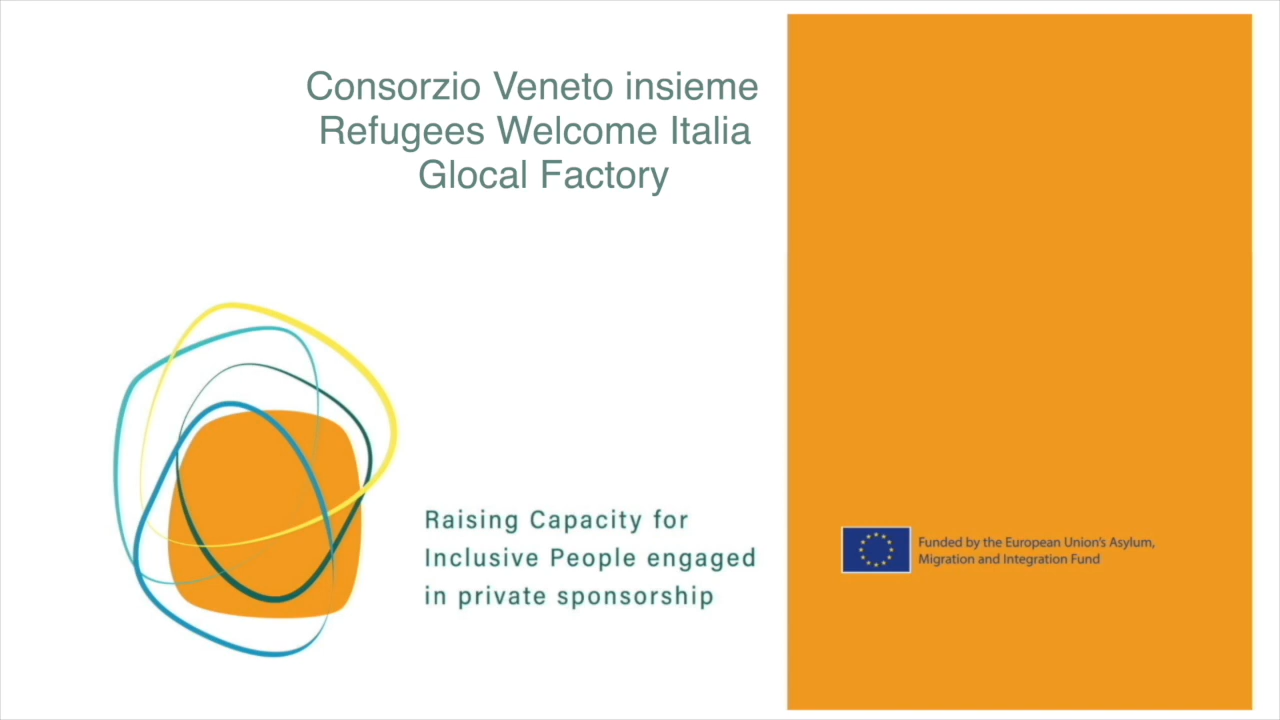 Consorzio Veneto insieme
Refugees Welcome Italia
Glocal Factory
Raising Capacity for
Inclusive People engaged
in private sponsorship
Funded by the European Union's Asylum,
Migration and Integration Fund